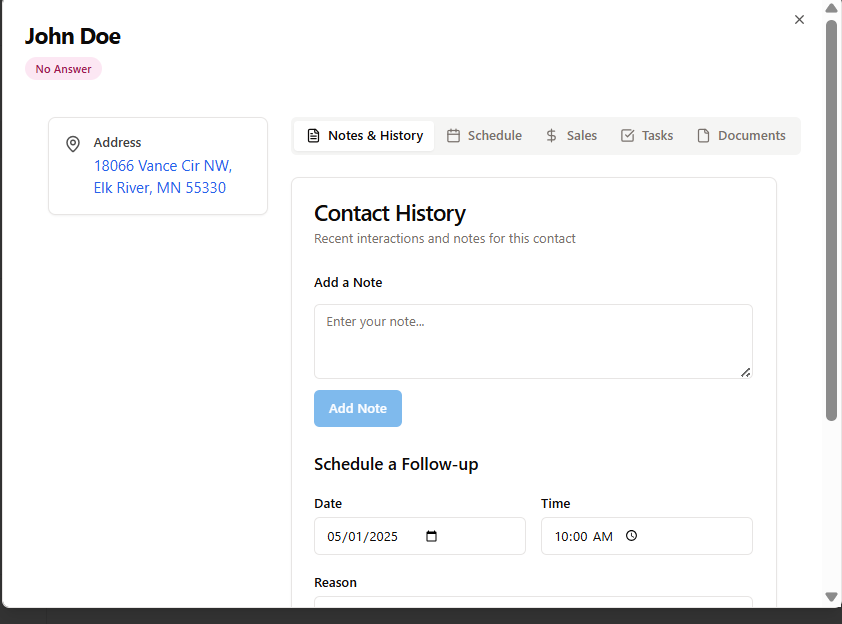 John Doe
No Answer
Address
18066 Vance Cir NW,
Elk River, MN 55330
Notes & History
Schedule
Sales
Tasks
Documents
Contact History
Recent interactions and notes for this contact
Add a Note
Enter your note...
Add Note
Schedule a Follow-up
Date
Time
05/01/2025
10:00 AM
Reason